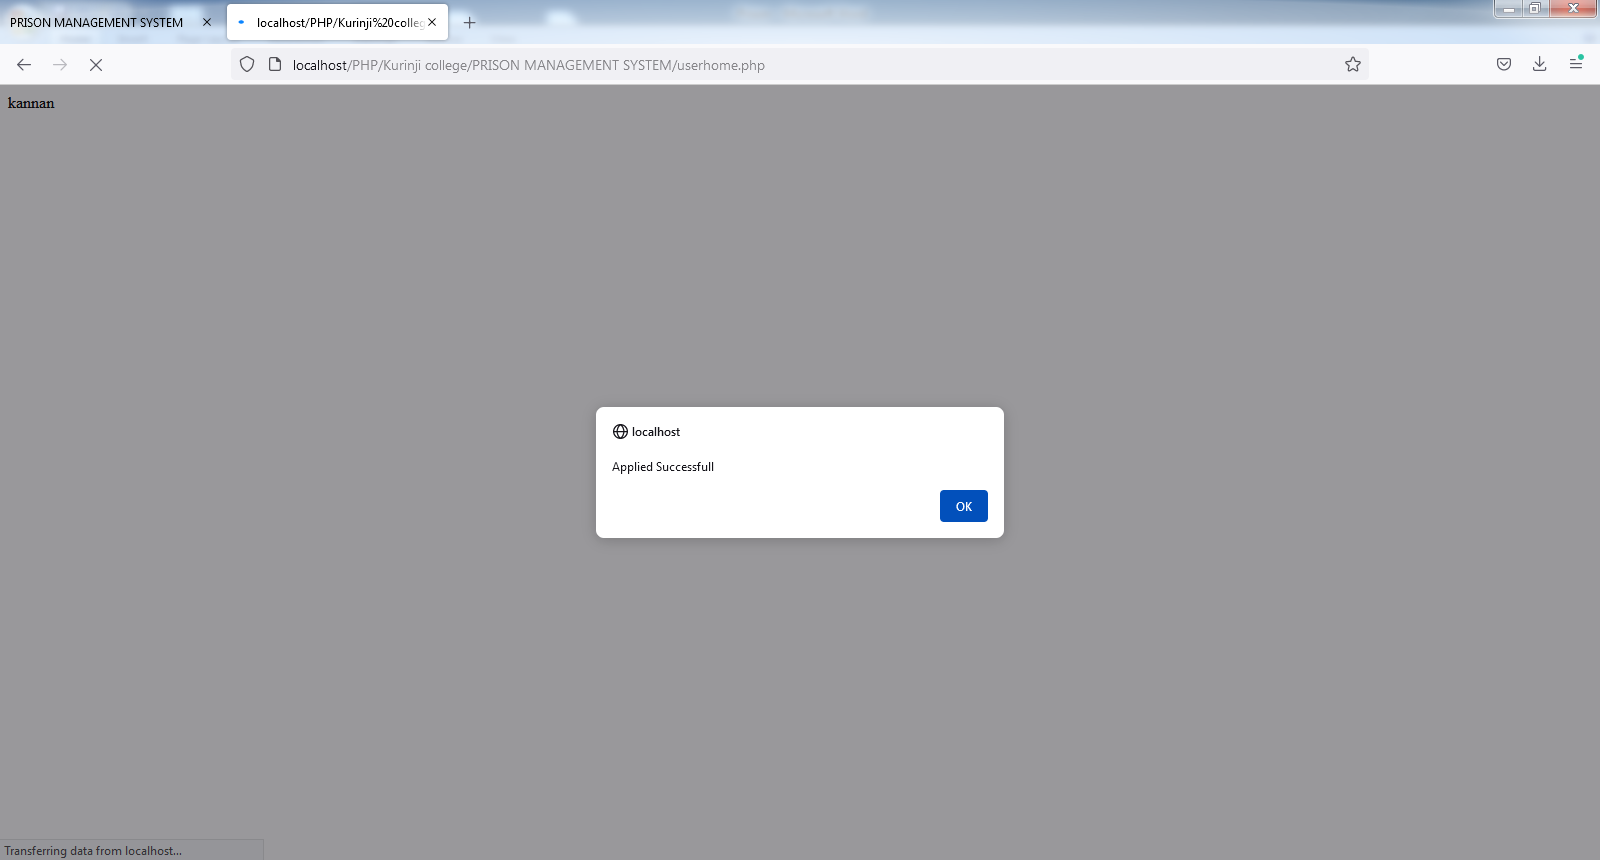 PRISON MANAGEMENT SYSTEM
localhost/PHP/Kurinji%20colleg
localhost/PHP/Kurinji college/PRISON MANAGEMENT SYSTEM/userhome.php
kannan
localhost
Applied Successfull
OK
Transferring data from localhost...